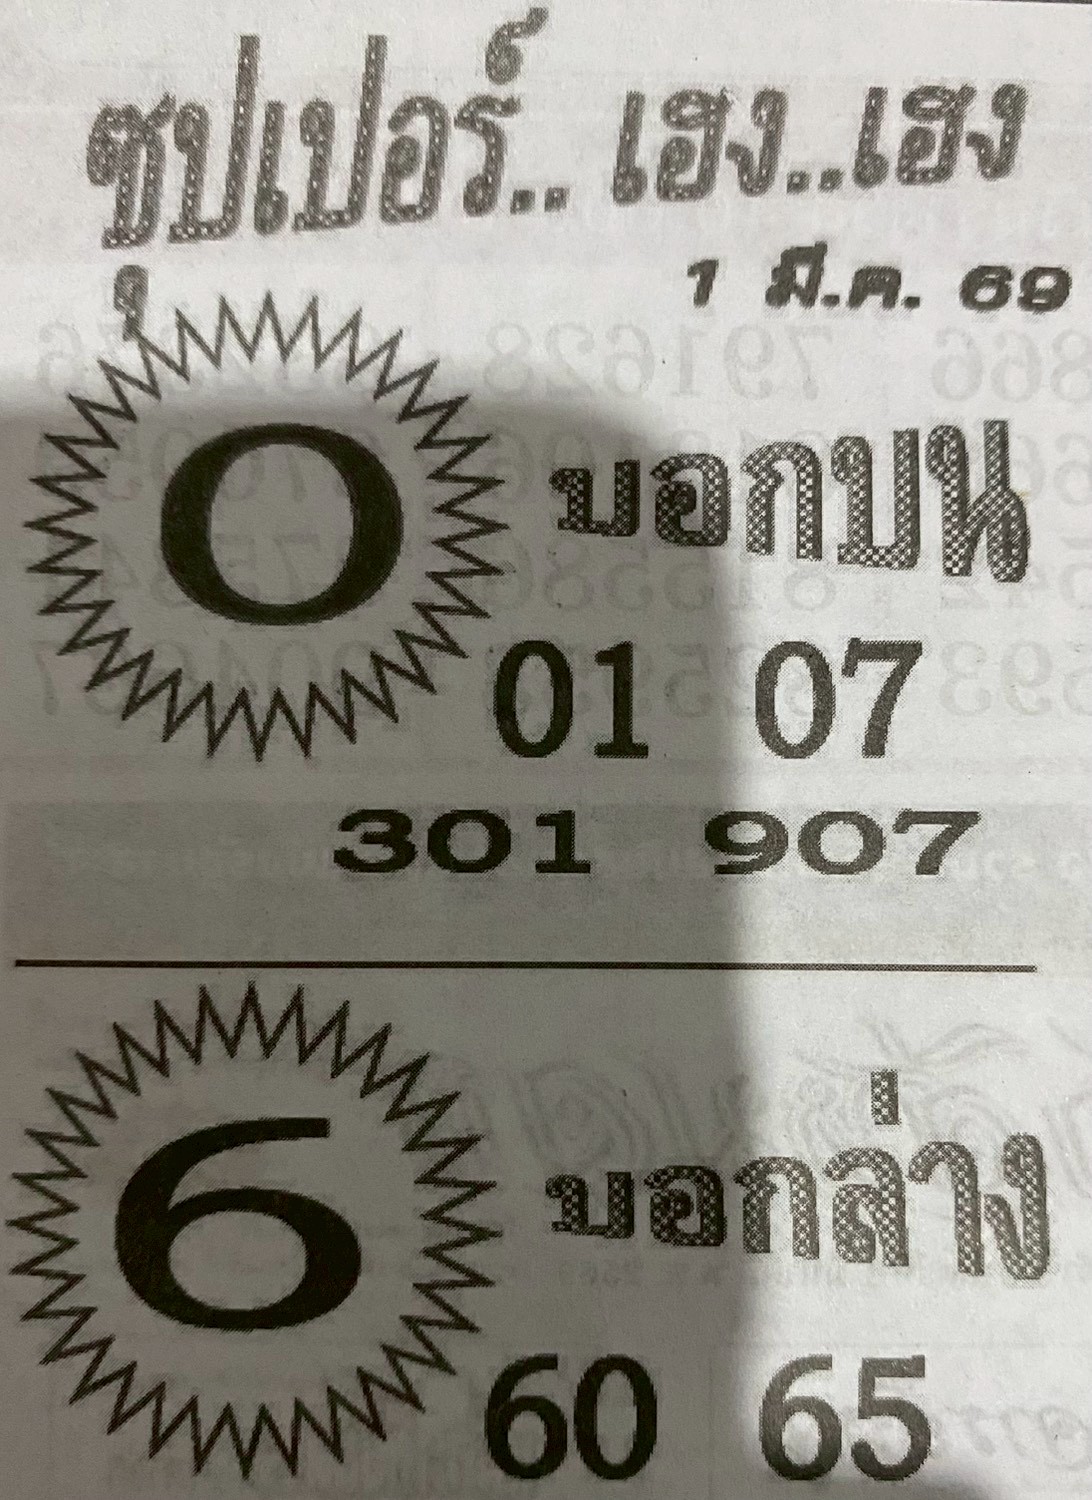 ซุปเปอร์.. เฮง..เฮง
1 มี.ค. 69
0 บอกบน
01 07
301 907
6 บอกล่าง
60 65